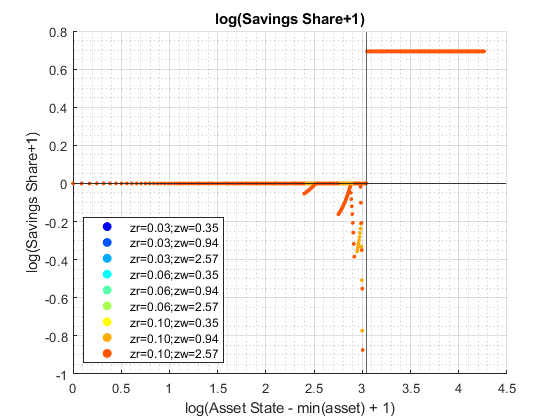 log(Savings Share+1)
0.8
0.6
0.4
0.2
0
-0.2
-0.4
-0.6
-0.8
-1
log(Savings Share+1)
zr=0.03;zw=0.35
zr=0.03;zw=0.94
zr=0.03;zw=2.57
zr=0.06;zw=0.35
zr=0.06;zw=0.94
zr=0.06;zw=2.57
zr=0.10;zw=0.35
zr=0.10;zw=0.94
zr=0.10;zw=2.57
0 0.5 1 1.5 2 2.5 3 3.5 4 4.5
log(Asset State - min(asset) + 1)